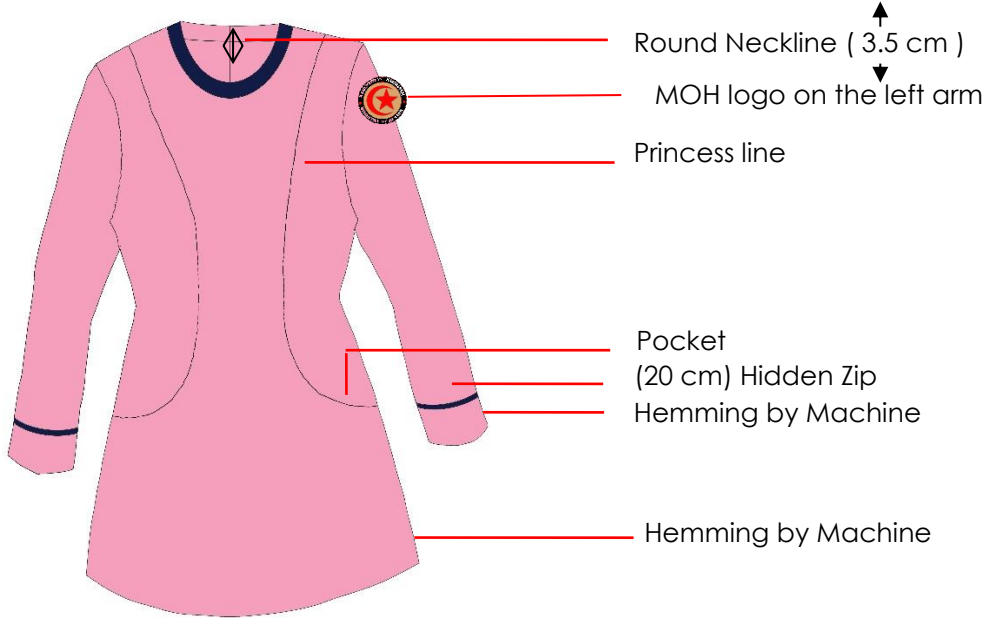 Round Neckline ( 3.5 cm )
MOH logo on the left arm
Princess line
Pocket
(20 cm) Hidden Zip
Hemming by Machine
Hemming by Machine